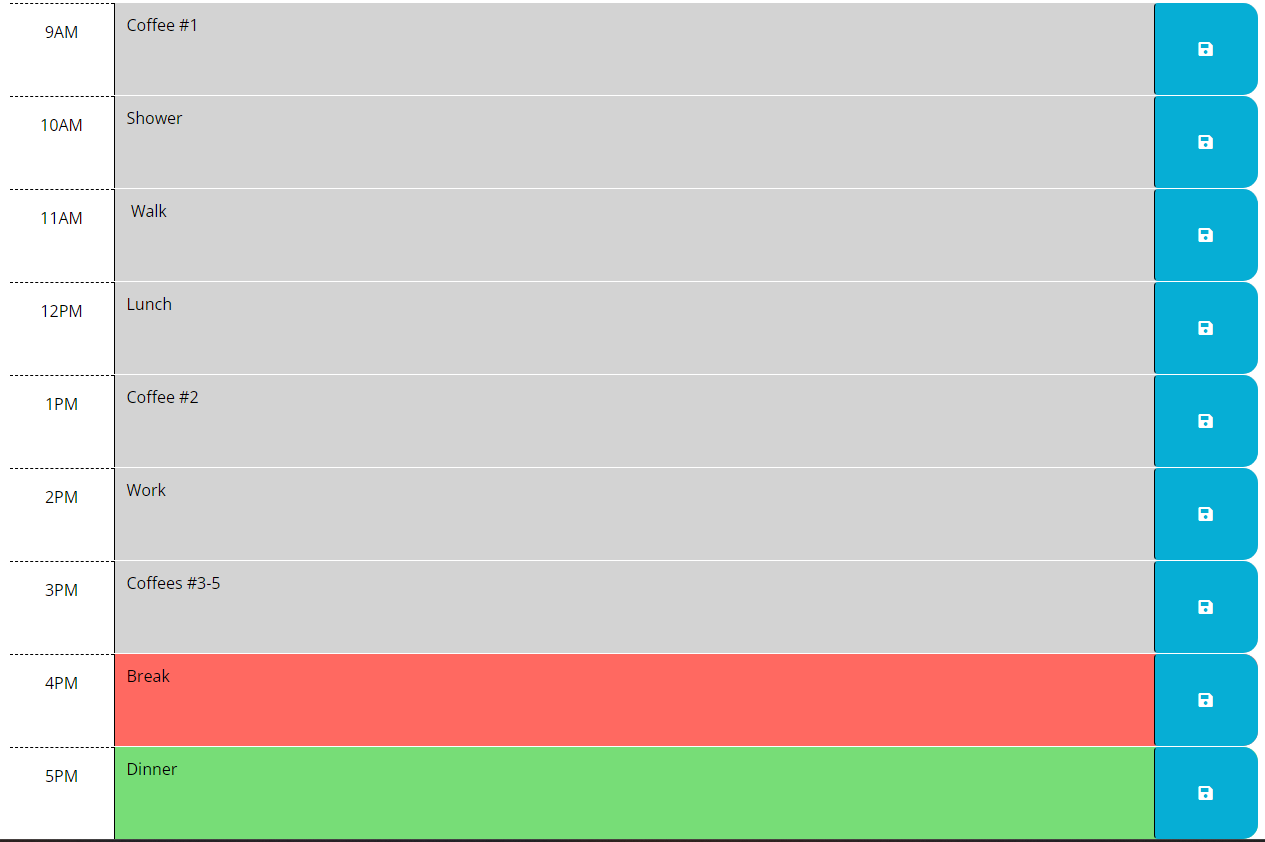 9AM Coffee #1
10AM Shower
11AM Walk
12PM Lunch
1PM Coffee #2
2PM Work
3PM Coffees #3-5
4PM Break
5PM Dinner